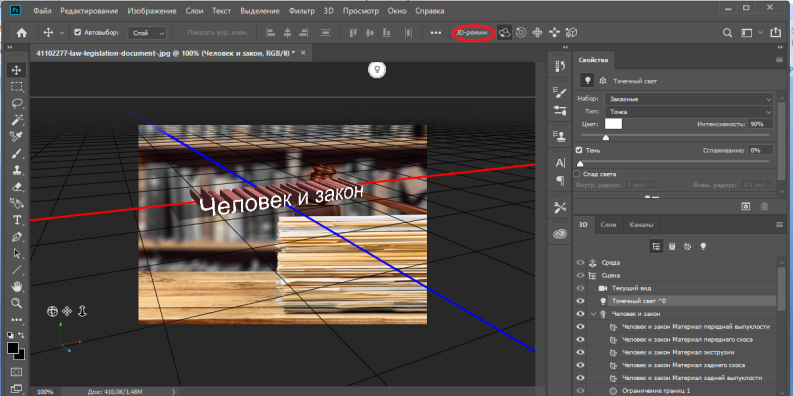 Ps Файл Редактирование Изображение Слои Текст Выделение Фильтр 3D Просмотр Окно Справка
Автовыбор: Слой Показать упр. элем. 3D-режим:
41102277-law-legislation-document-.jpg @ 100% (Человек и закон, RGB/8) * ×
Человек и закон
100% Док: 410,0K/1.48M
Свойства
Точечный свет
Набор: Заказные
Тип: Точка
Цвет: Интенсивность: 90%
Тень Сглаживание: 0%
Спад света
Внутр. радиус: Внеш. радиус:
3D Слои Каналы
Среда
Сцена
Текущий вид
Точечный свет
Человек и закон
Человек и закон Материал передней выпуклости
Человек и закон Материал переднего скоса
Человек и закон Материал экструзии
Человек и закон Материал заднего скоса
Человек и закон Материал задней выпуклости
Ограничение границ 1